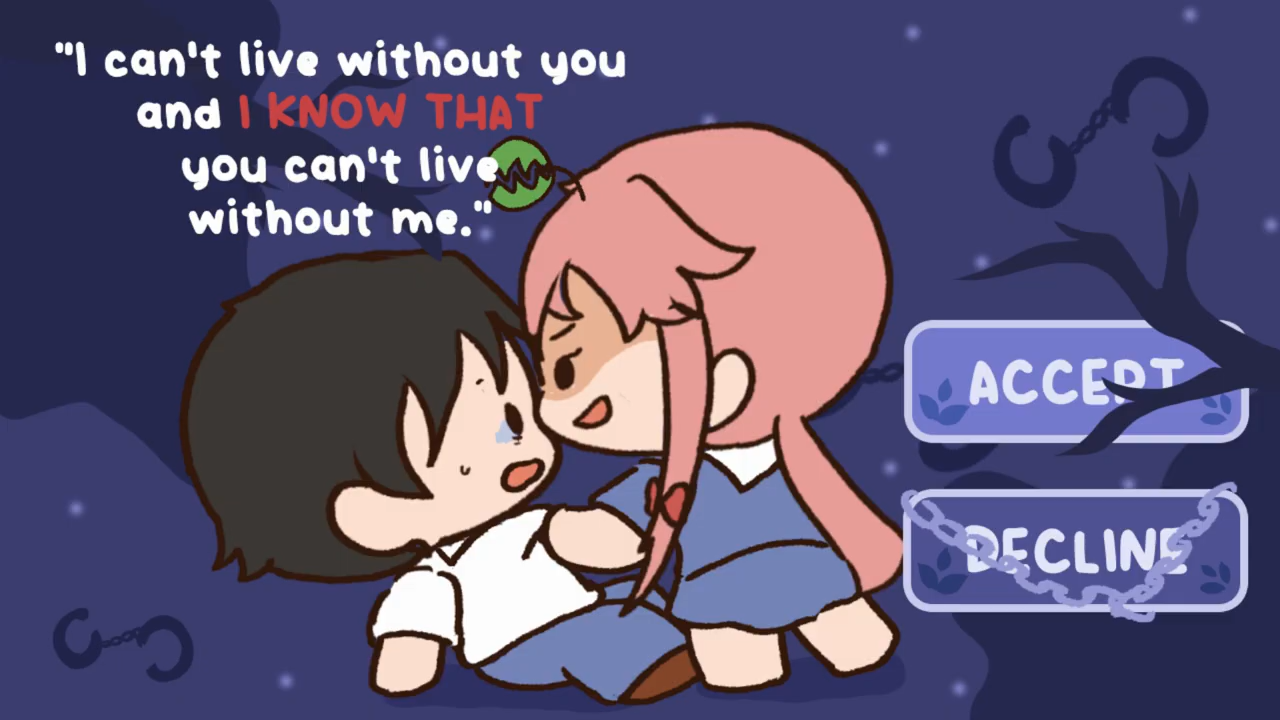 "I can't live without you
and I KNOW THAT
you can't live
without me."
ACCEPT
DECLINE